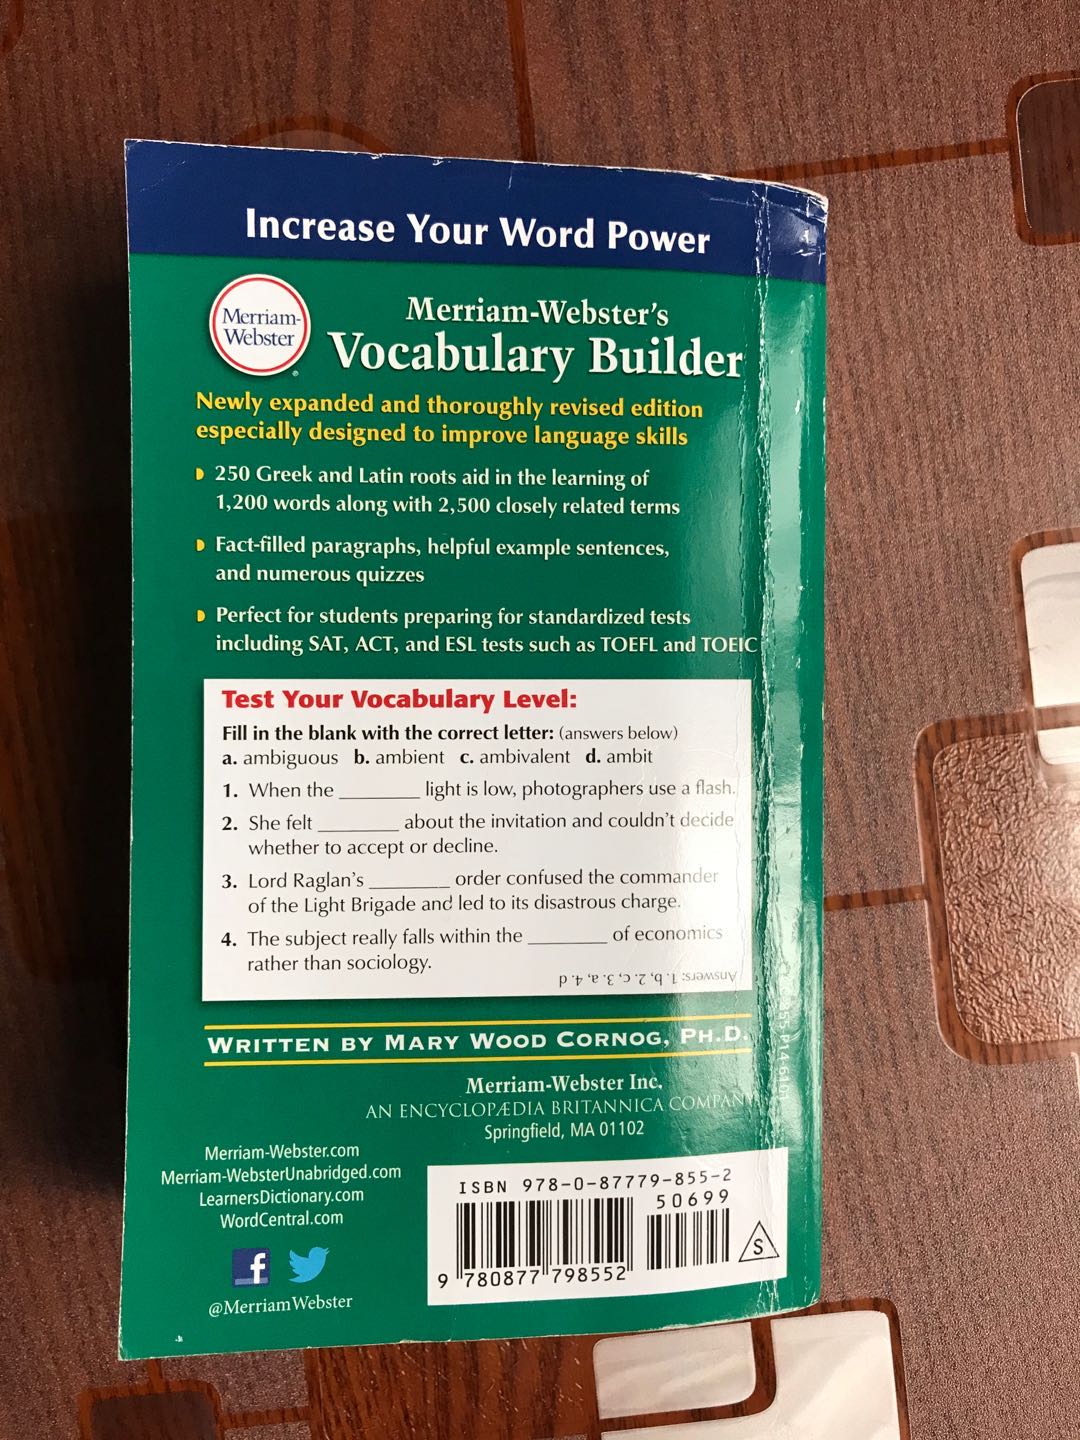 Increase Your Word Power
Merriam-
Webster
Merriam-Webster's
Vocabulary Builder
Newly expanded and thoroughly revised edition
especially designed to improve language skills
250 Greek and Latin roots aid in the learning of
1,200 words along with 2,500 closely related terms
Fact-filled paragraphs, helpful example sentences,
and numerous quizzes
Perfect for students preparing for standardized tests
including SAT, ACT, and ESL tests such as TOEFL and TOEIC
Test Your Vocabulary Level:
Fill in the blank with the correct letter: (answers below)
a. ambiguous b. ambient c. ambivalent d. ambit
1. When the ________ light is low, photographers use a flash.
2. She felt ________ about the invitation and couldn't decide
whether to accept or decline.
3. Lord Raglan's ________ order confused the commander
of the Light Brigade and led to its disastrous charge.
4. The subject really falls within the ________ of economics
rather than sociology.
Answers: 1. b, 2. c, 3. a, 4. d
WRITTEN BY MARY WOOD CORNOG, PH.D.
Merriam-Webster Inc.
AN ENCYCLOPÆDIA BRITANNICA COMPANY
Springfield, MA 01102
Merriam-Webster.com
Merriam-WebsterUnabridged.com
LearnersDictionary.com
WordCentral.com
f
@MerriamWebster
ISBN 978-0-87779-855-2
50699
S
9 780877 798552